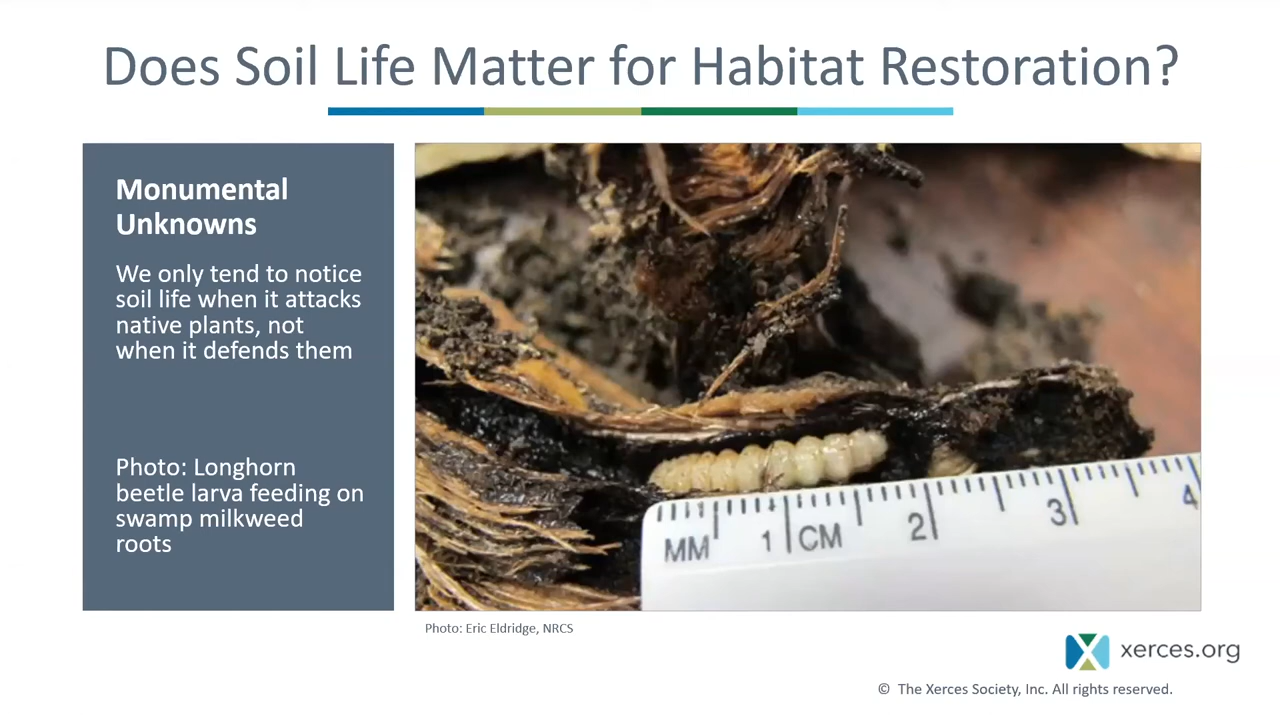 Does Soil Life Matter for Habitat Restoration?
Monumental
Unknowns
We only tend to notice
soil life when it attacks
native plants, not
when it defends them
Photo: Longhorn
beetle larva feeding on
swamp milkweed
roots
MM 1 CM 2 3 4
Photo: Eric Eldridge, NRCS
xerces.org
© The Xerces Society, Inc. All rights reserved.